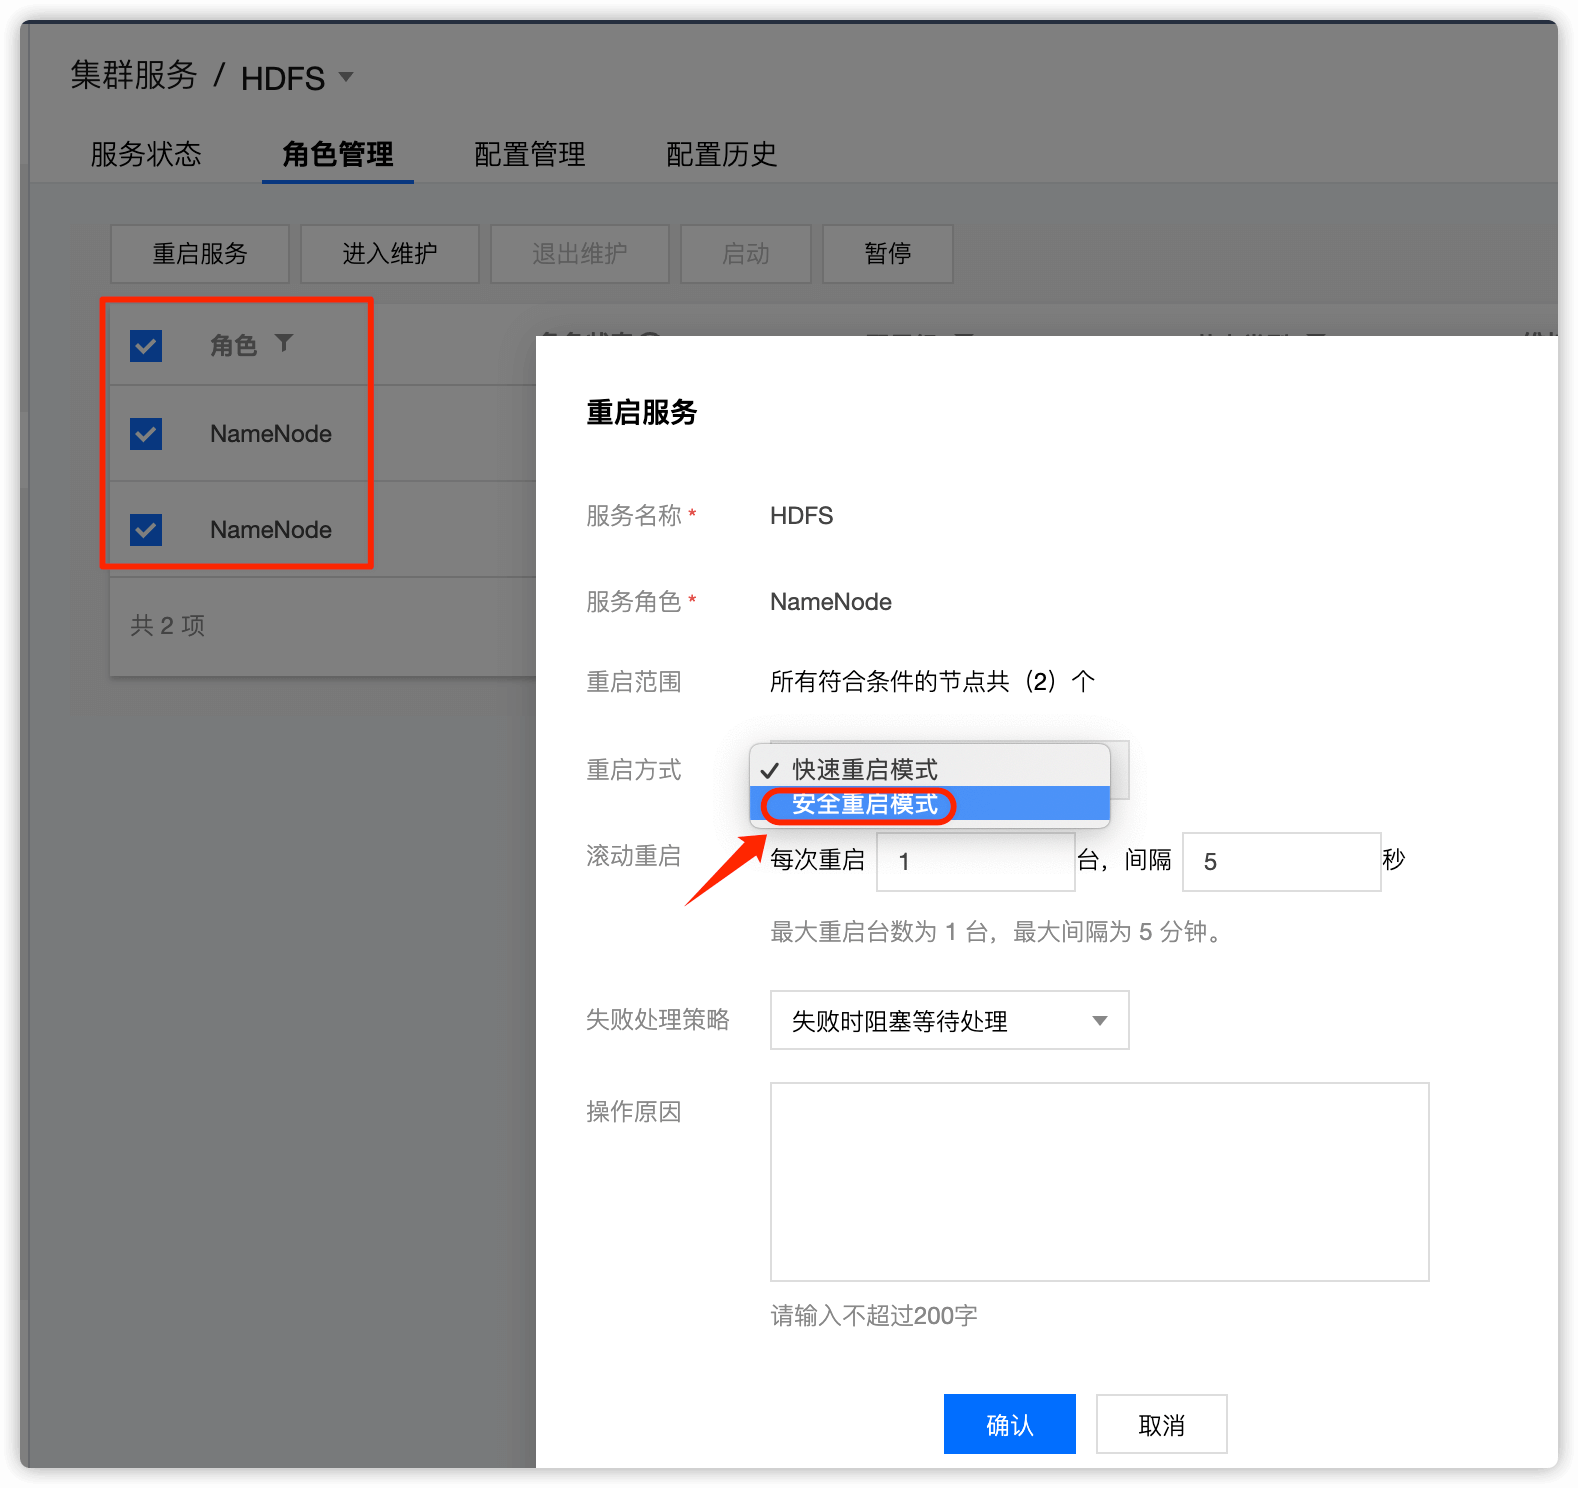 集群服务 / HDFS
服务状态 角色管理 配置管理 配置历史
重启服务 进入维护 退出维护 启动 暂停
角色
NameNode
NameNode
共 2 项
重启服务
服务名称 * HDFS
服务角色 * NameNode
重启范围 所有符合条件的节点共（2）个
重启方式 快速重启模式
安全重启模式
滚动重启 每次重启 1 台，间隔 5 秒
最大重启台数为 1 台，最大间隔为 5 分钟。
失败处理策略 失败时阻塞等待处理
操作原因
请输入不超过200字
确认 取消